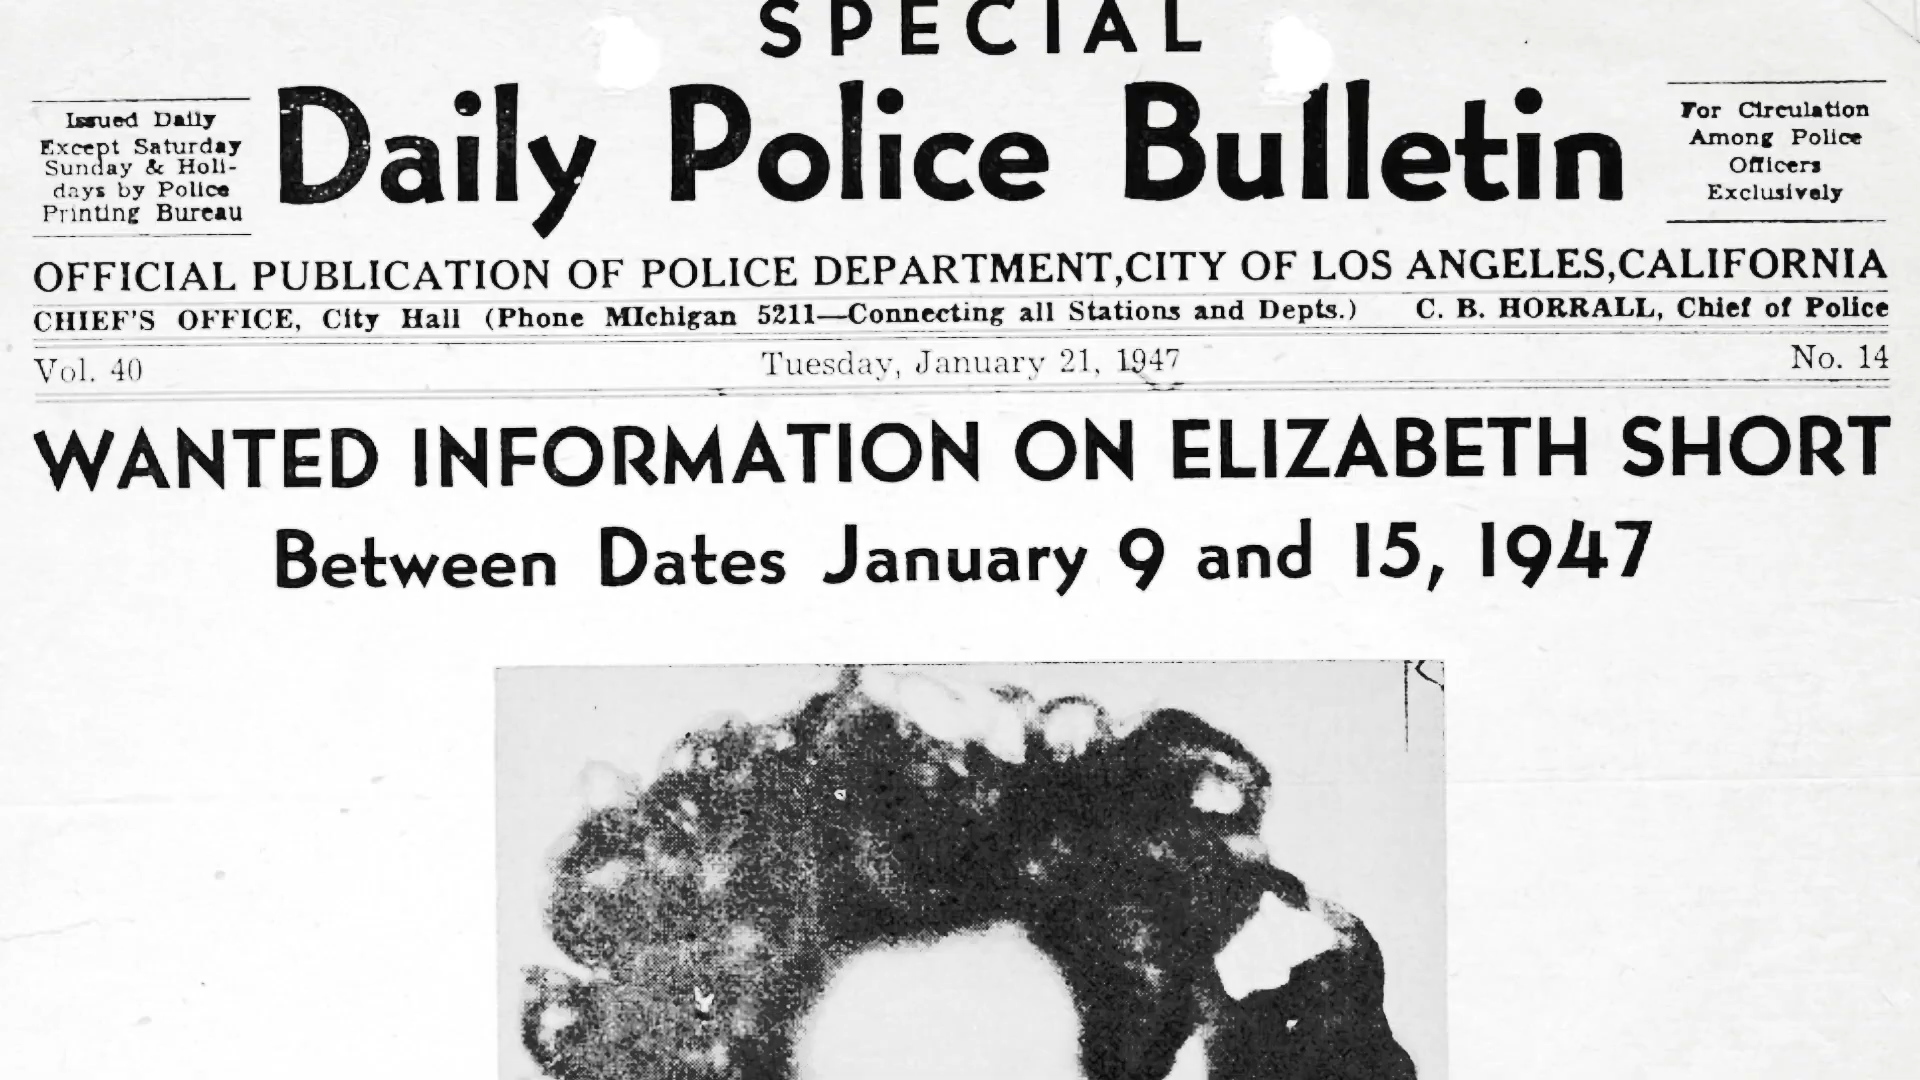 SPECIAL
Daily Police Bulletin
Issued Daily
Except Saturday
Sunday & Holi-
days by Police
Printing Bureau
For Circulation
Among Police
Officers
Exclusively
OFFICIAL PUBLICATION OF POLICE DEPARTMENT,CITY OF LOS ANGELES,CALIFORNIA
CHIEF'S OFFICE, City Hall (Phone MIchigan 5211—Connecting all Stations and Depts.) C. B. HORRALL, Chief of Police
Vol. 40 Tuesday, January 21, 1947 No. 14
WANTED INFORMATION ON ELIZABETH SHORT
Between Dates January 9 and 15, 1947